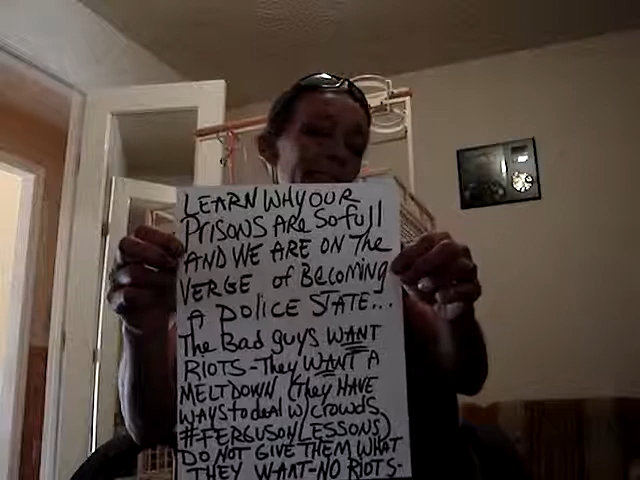 LEARN WHY OUR
PRISONS ARE SO FULL
AND WE ARE ON THE
VERGE of BECOMING
A POLICE STATE...
The Bad guys WANT
RIOTS-They WANT A
MELTDOWN, (They HAVE
WAYS to deal w/crowds
#FERGUSON LESSONS)
DO NOT GIVE THEM WHAT
THEY WANT-NO RIOTS-